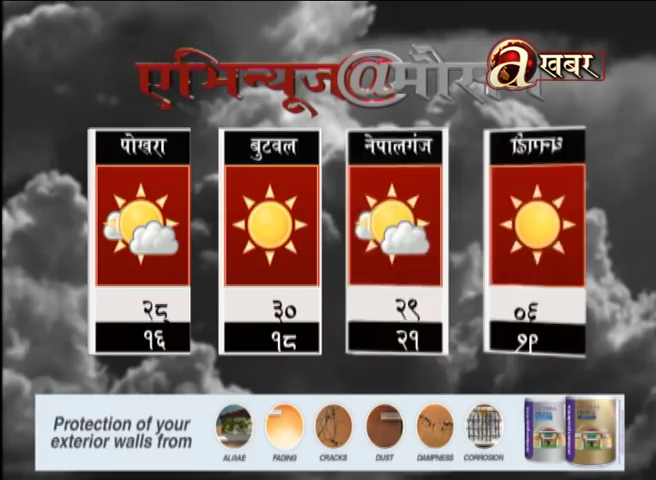 एभिन्यूज@मौसम
a खबर
पोखरा
२८
१६
बुटवल
३०
१८
नेपालगंज
२९
२१
Protection of your
exterior walls from
ALGAE
FADING
CRACKS
DUST
DAMPNESS
CORROSION